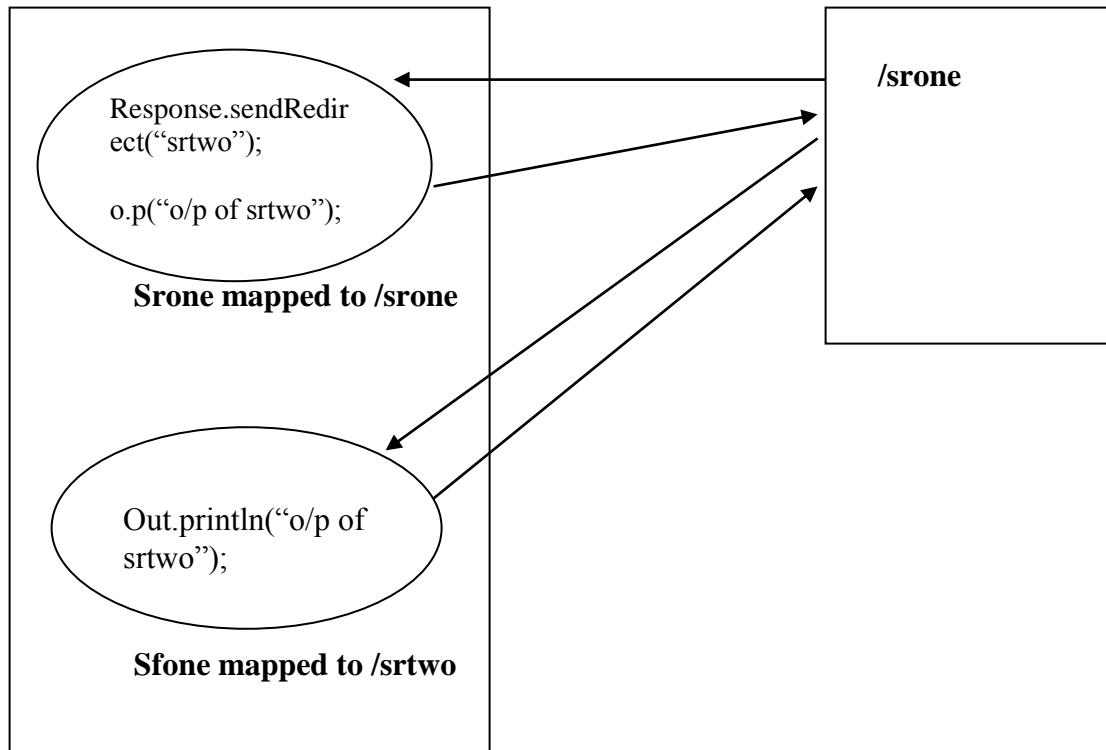 Response.sendRedir
ect(“srtwo”);
o.p(“o/p of srtwo”);
Srone mapped to /srone
/srone
Out.println(“o/p of
srtwo”);
Sfone mapped to /srtwo